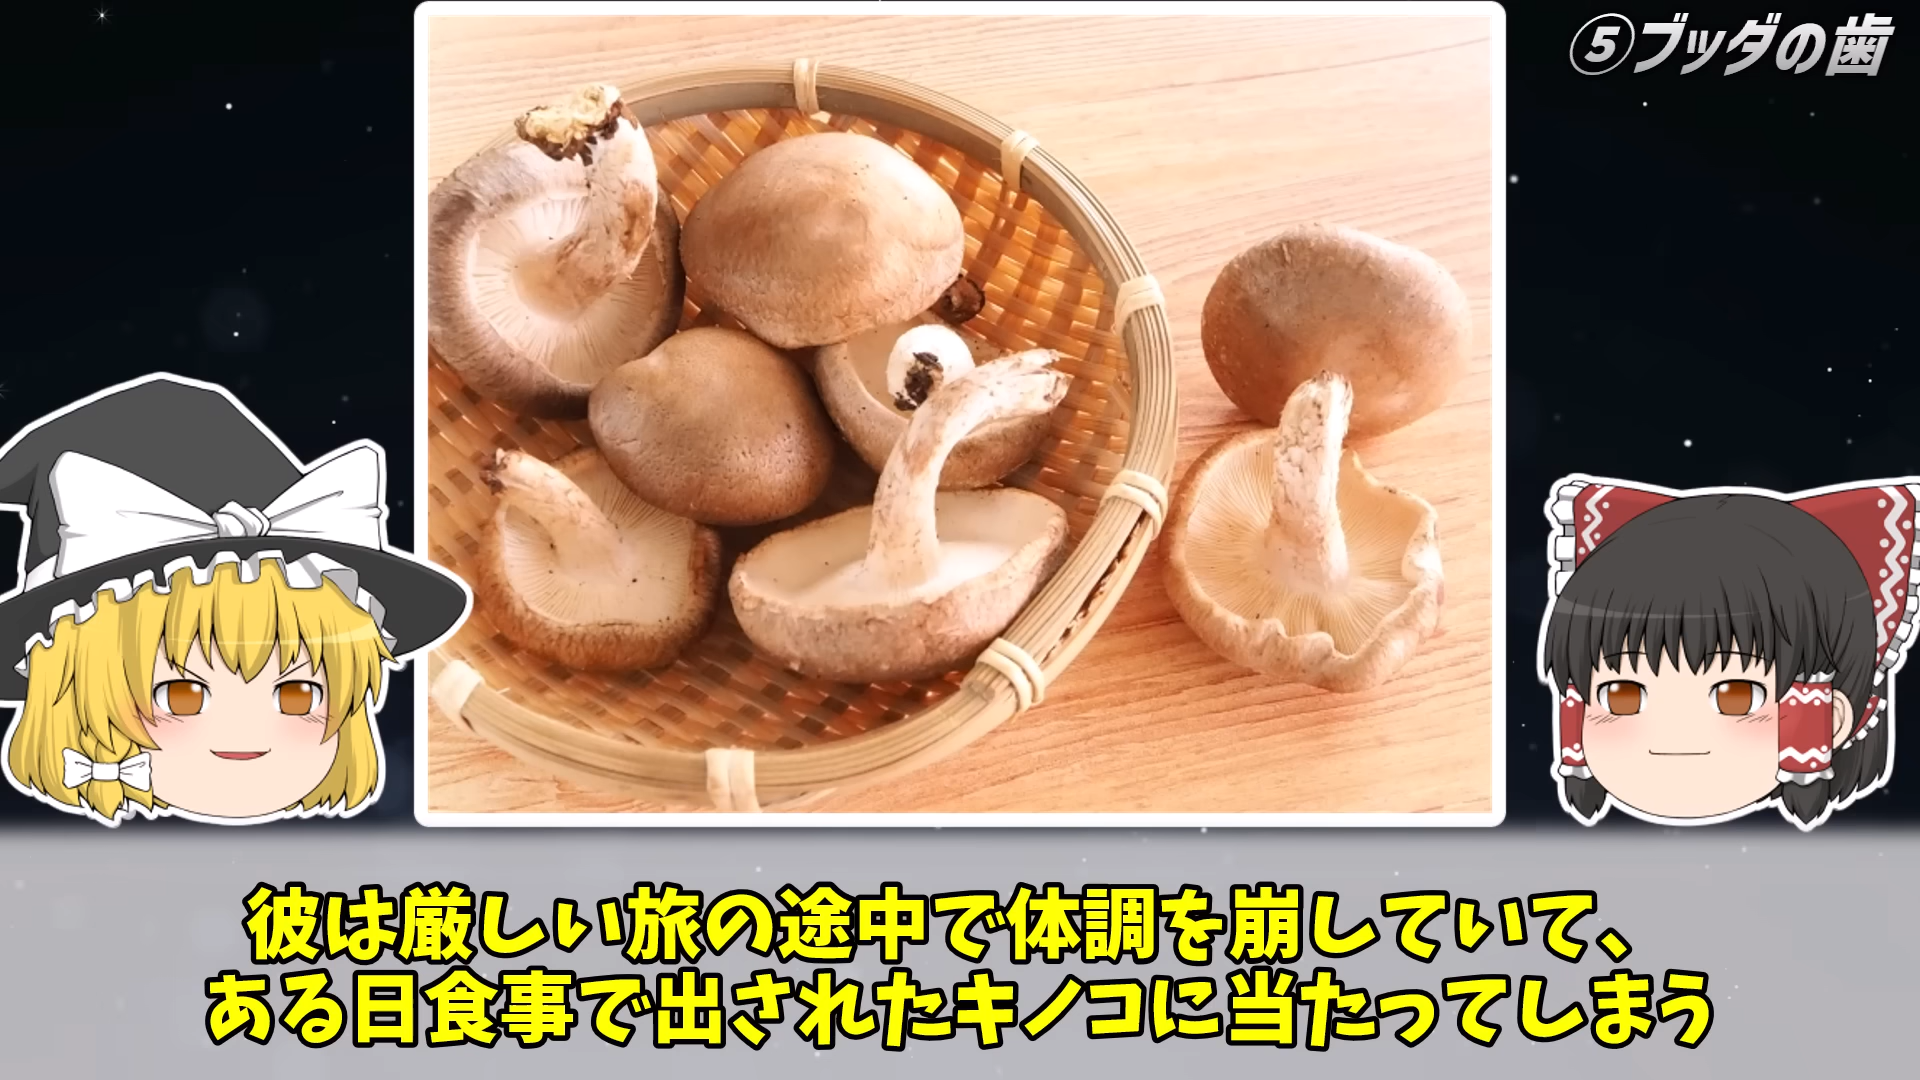 ⑤ブッダの歯
彼は厳しい旅の途中で体調を崩していて、
ある日食事で出されたキノコに当たってしまう